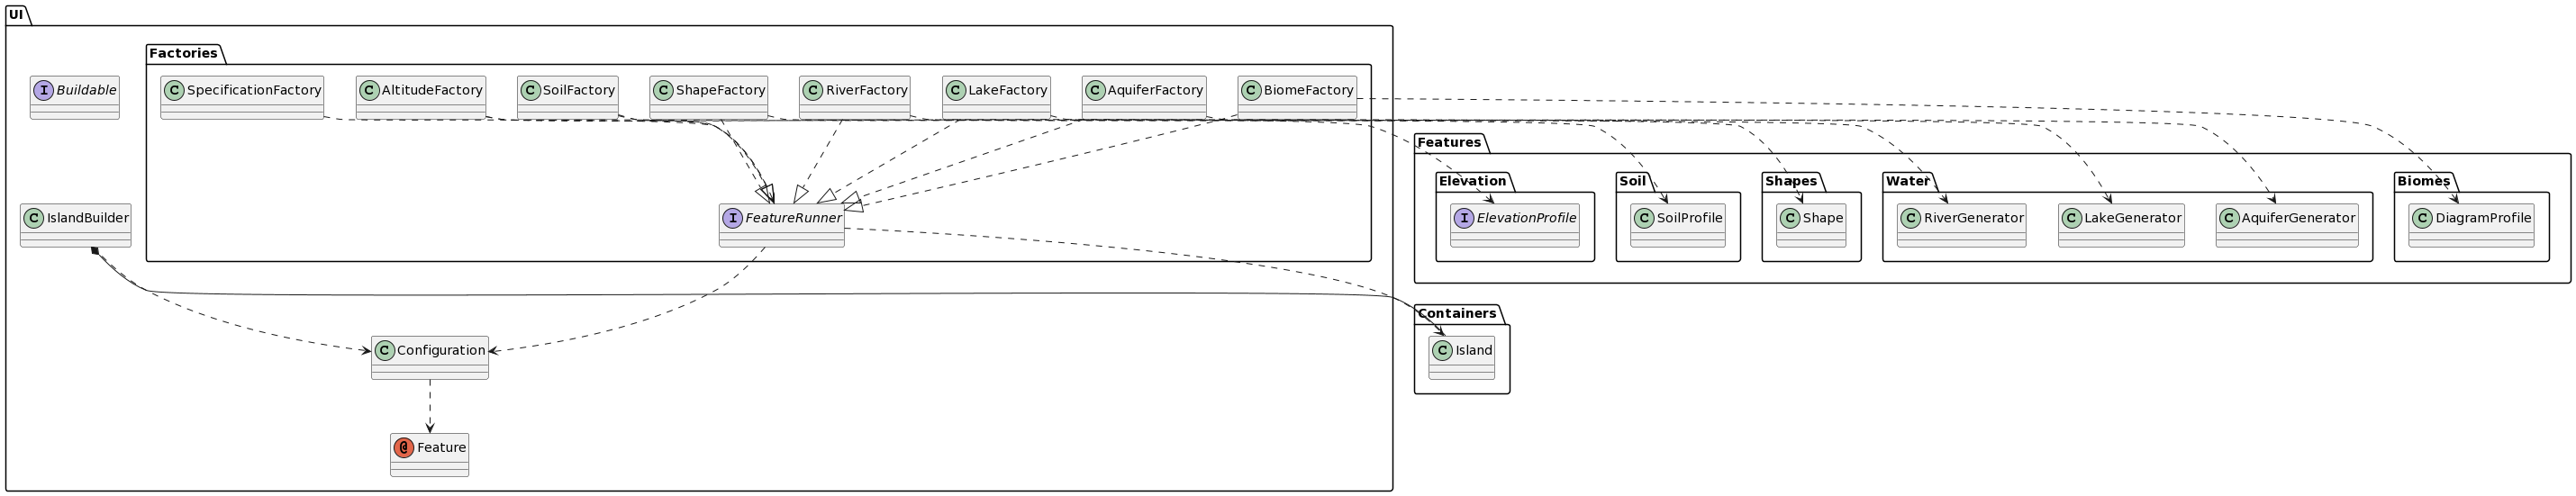 UI
Factories
I Buildable
C SpecificationFactory
C AltitudeFactory
C SoilFactory
C ShapeFactory
C RiverFactory
C LakeFactory
C AquiferFactory
C BiomeFactory
Features
Elevation
Soil
Shapes
Water
Biomes
C IslandBuilder
I FeatureRunner
I ElevationProfile
C SoilProfile
C Shape
C RiverGenerator
C LakeGenerator
C AquiferGenerator
C DiagramProfile
Containers
C Configuration
C Island
@ Feature